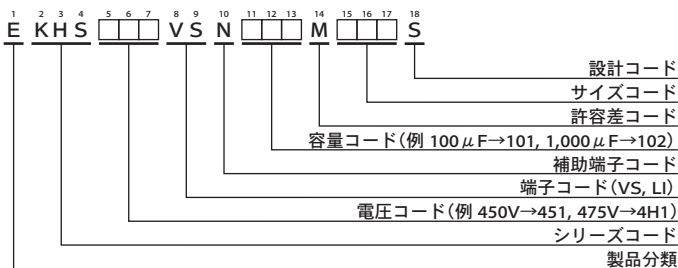 1 2 3 4 5 6 7 8 9 10 11 12 13 14 15 16 17 18
E KHS □□□ VS N □□□ M □□□ S
設計コード
サイズコード
許容差コード
容量コード(例 100μF→101, 1,000μF→102)
補助端子コード
端子コード(VS, LI)
電圧コード(例 450V→451, 475V→4H1)
シリーズコード
製品分類